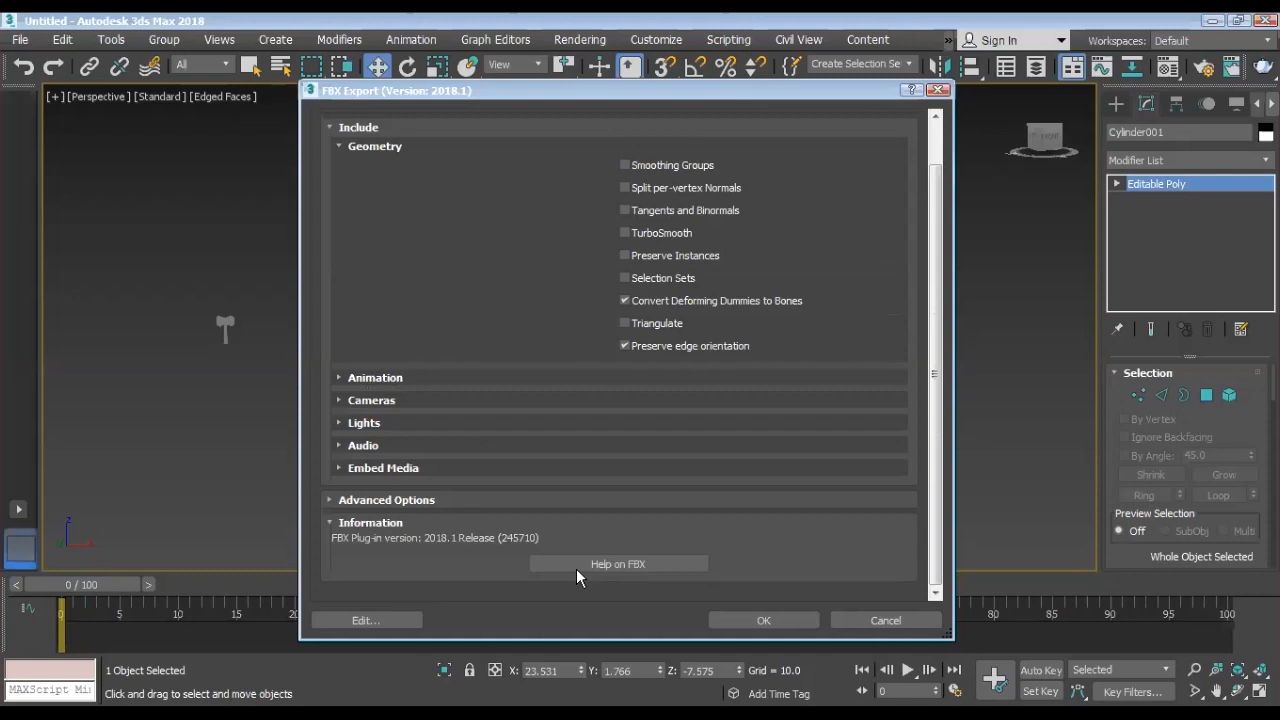 Untitled - Autodesk 3ds Max 2018
File Edit Tools Group Views Create Modifiers Animation Graph Editors Rendering Customize Scripting Civil View Content » Sign In Workspaces: Default
All View Create Selection Se
[+] [Perspective] [Standard] [Edged Faces]
FBX Export (Version: 2018.1)
Include
Geometry
Smoothing Groups
Split per-vertex Normals
Tangents and Binormals
TurboSmooth
Preserve Instances
Selection Sets
Convert Deforming Dummies to Bones
Triangulate
Preserve edge orientation
Animation
Cameras
Lights
Audio
Embed Media
Advanced Options
Information
FBX Plug-in version: 2018.1 Release (245710)
Help on FBX
Edit...
OK
Cancel
Cylinder001
Modifier List
Editable Poly
Selection
By Vertex
Ignore Backfacing
By Angle: 45.0
Shrink Grow
Ring Loop
Preview Selection
Off SubObj Multi
Whole Object Selected
z
x
0 / 100
0 5 10 15 80 85 90 95 100
1 Object Selected
X: 23.531 Y: 1.766 Z: -7.575 Grid = 10.0
Auto Key Selected
MAXScript Mi
Click and drag to select and move objects
Add Time Tag
0
Set Key Key Filters...